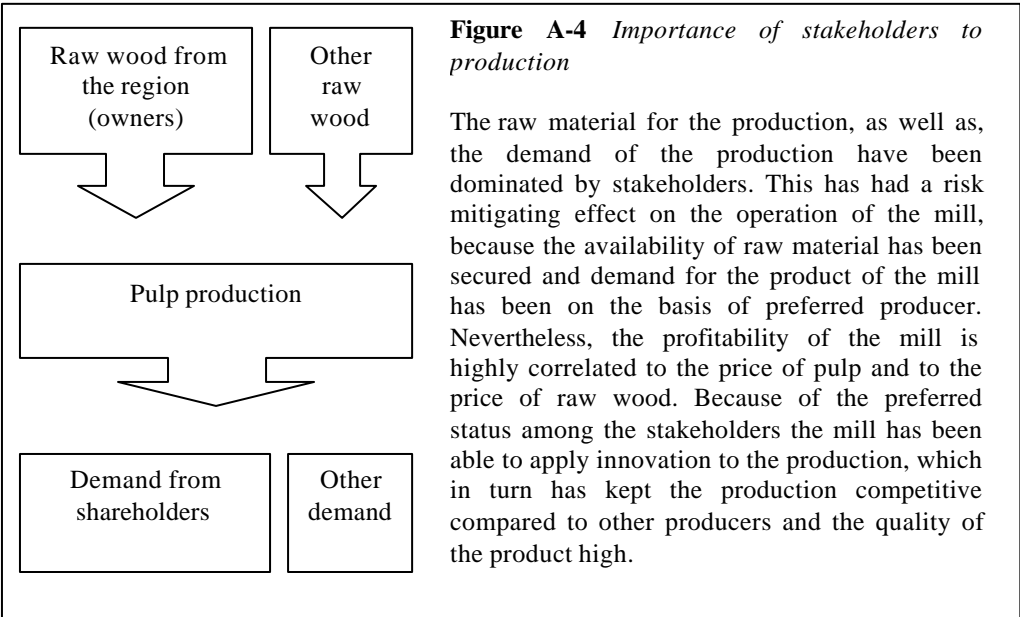 Raw wood from
the region
(owners)
Other
raw
wood
Pulp production
Demand from
shareholders
Other
demand
Figure A-4 Importance of stakeholders to
production
The raw material for the production, as well as,
the demand of the production have been
dominated by stakeholders. This has had a risk
mitigating effect on the operation of the mill,
because the availability of raw material has been
secured and demand for the product of the mill
has been on the basis of preferred producer.
Nevertheless, the profitability of the mill is
highly correlated to the price of pulp and to the
price of raw wood. Because of the preferred
status among the stakeholders the mill has been
able to apply innovation to the production, which
in turn has kept the production competitive
compared to other producers and the quality of
the product high.